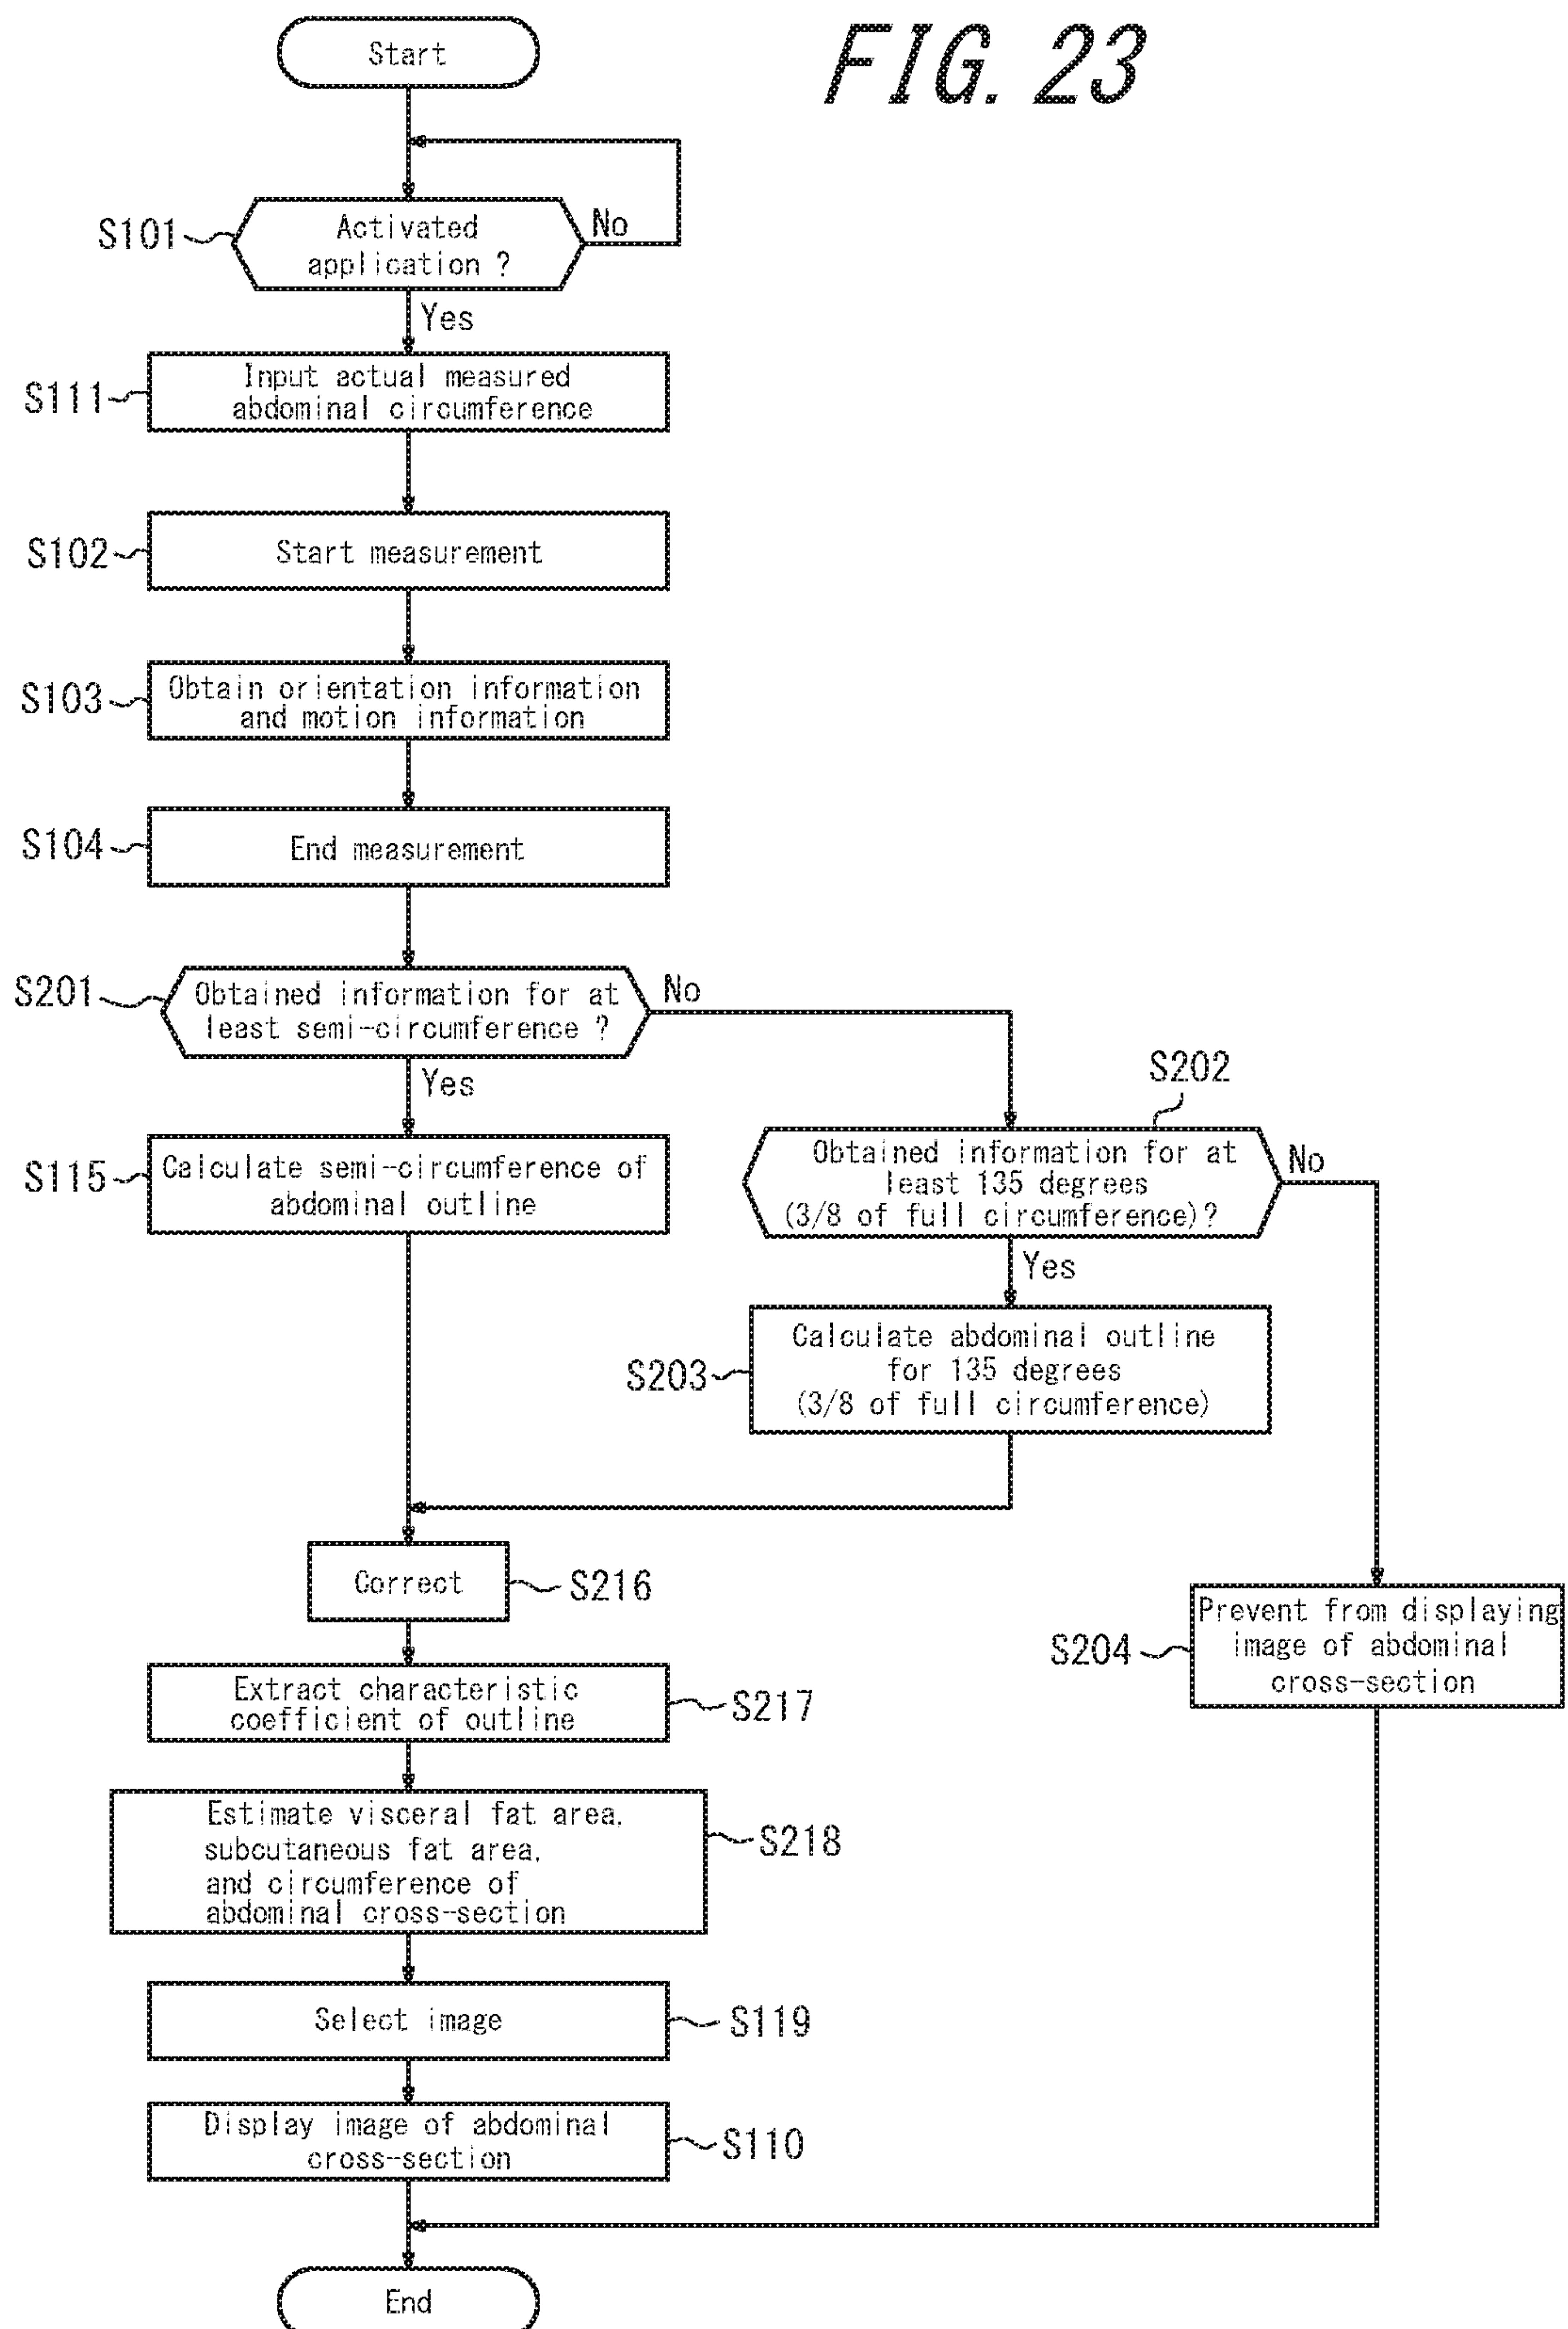 FIG. 23
Start
S101
Activated
application ?
No
Yes
S111
Input actual measured
abdominal circumference
S102
Start measurement
S103
Obtain orientation information
and motion information
S104
End measurement
S201
Obtained information for at
least semi-circumference ?
No
Yes
S202
Obtained information for at
least 135 degrees
(3/8 of full circumference)?
No
Yes
S115
Calculate semi-circumference of
abdominal outline
S203
Calculate abdominal outline
for 135 degrees
(3/8 of full circumference)
Correct
S216
S204
Prevent from displaying
image of abdominal
cross-section
Extract characteristic
coefficient of outline
S217
Estimate visceral fat area,
subcutaneous fat area,
and circumference of
abdominal cross-section
S218
Select image
S119
Display image of abdominal
cross-section
S110
End